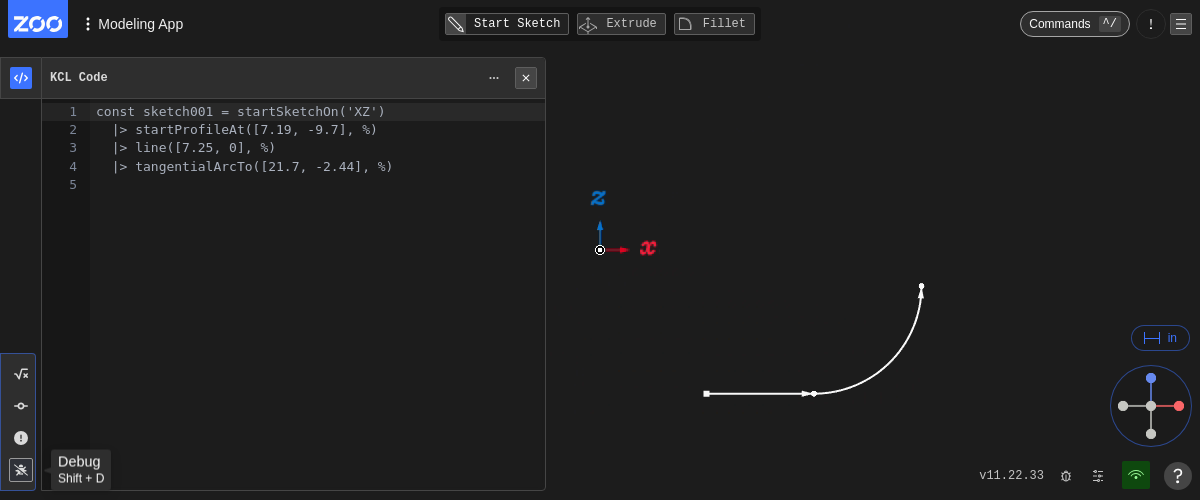 ZOO
Modeling App
Start Sketch
Extrude
Fillet
Commands ^/
!
KCL Code
1 const sketch001 = startSketchOn('XZ')
2 |> startProfileAt([7.19, -9.7], %)
3 |> line([7.25, 0], %)
4 |> tangentialArcTo([21.7, -2.44], %)
5
z
x
in
Debug
Shift + D
v11.22.33
?